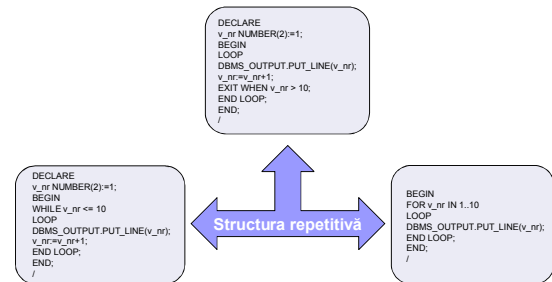 DECLARE
v_nr NUMBER(2):=1;
BEGIN
LOOP
DBMS_OUTPUT.PUT_LINE(v_nr);
v_nr:=v_nr+1;
EXIT WHEN v_nr > 10;
END LOOP;
END;
/
DECLARE
v_nr NUMBER(2):=1;
BEGIN
WHILE v_nr <= 10
LOOP
DBMS_OUTPUT.PUT_LINE(v_nr);
v_nr:=v_nr+1;
END LOOP;
END;
/
Structura repetitivă
BEGIN
FOR v_nr IN 1..10
LOOP
DBMS_OUTPUT.PUT_LINE(v_nr);
END LOOP;
END;
/